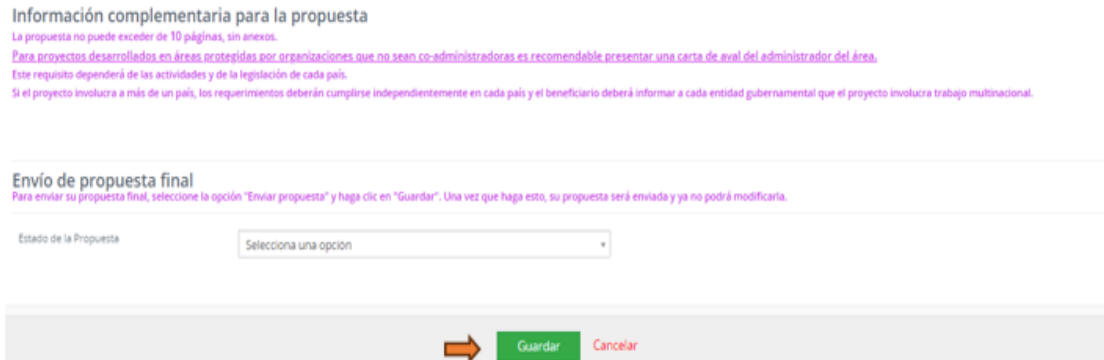 Información complementaria para la propuesta
La propuesta no puede exceder de 10 páginas, sin anexos.
Para proyectos desarrollados en áreas protegidas por organizaciones que no sean co-administradoras es recomendable presentar una carta de aval del administrador del área.
Este requisito dependerá de las actividades y de la legislación de cada país.
Si el proyecto involucra a más de un país, los requerimientos deberán cumplirse independientemente en cada país y el beneficiario deberá informar a cada entidad gubernamental que el proyecto involucra trabajo multinacional.
Envío de propuesta final
Para enviar su propuesta final, seleccione la opción "Enviar propuesta" y haga clic en "Guardar". Una vez que haga esto, su propuesta será enviada y ya no podrá modificarla.
Estado de la Propuesta
Selecciona una opción
Guardar Cancelar